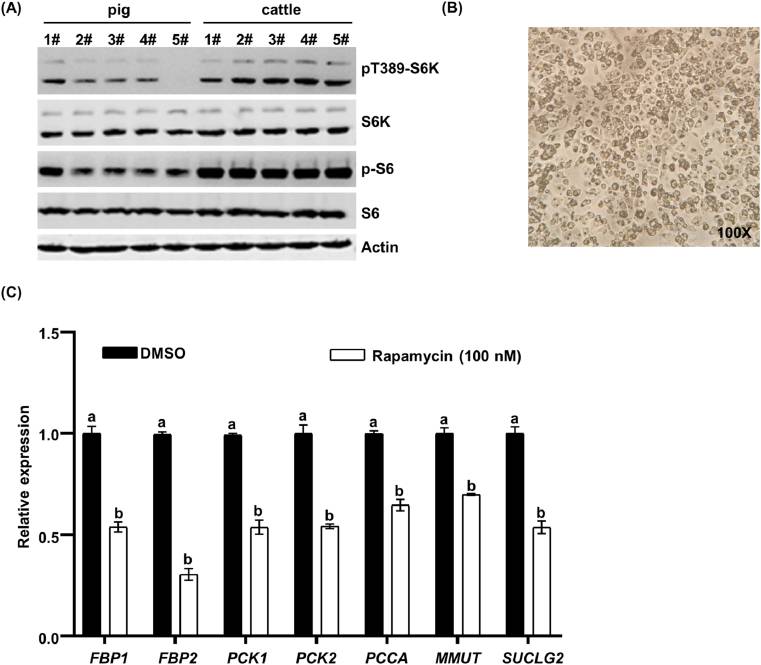 (A)
pig cattle
1# 2# 3# 4# 5# 1# 2# 3# 4# 5#
pT389-S6K
S6K
p-S6
S6
Actin
(B)
100X
(C)
Relative expression
1.5
1.0
0.5
0.0
DMSO Rapamycin (100 nM)
a a a a a a a
b b b b b b b
FBP1 FBP2 PCK1 PCK2 PCCA MMUT SUCLG2